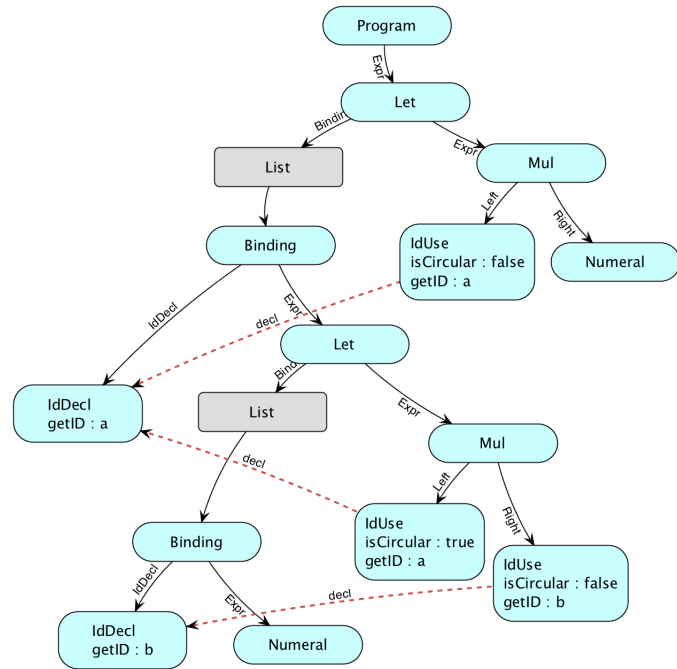 Program
Expr
Let
Bindin
Expr
List
Mul
Left
Right
Binding
IdUse
isCircular : false
getID : a
Numeral
IdDecl
Expr
decl
Let
Bind
Expr
IdDecl
getID : a
List
Mul
decl
Left
Right
Binding
IdUse
isCircular : true
getID : a
IdDecl
Expr
IdUse
isCircular : false
getID : b
decl
IdDecl
getID : b
Numeral